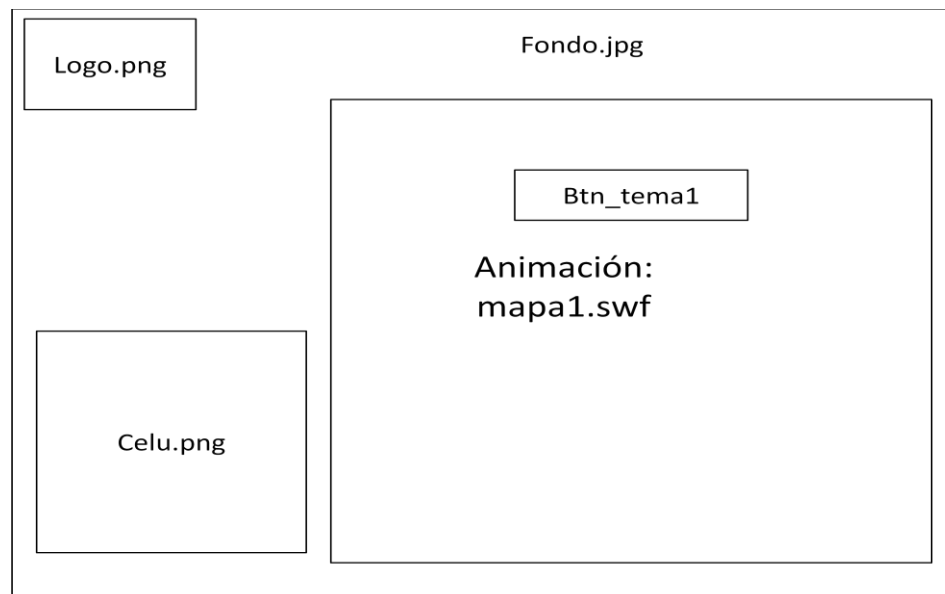 Logo.png
Fondo.jpg
Btn_tema1
Animación:
mapa1.swf
Celu.png